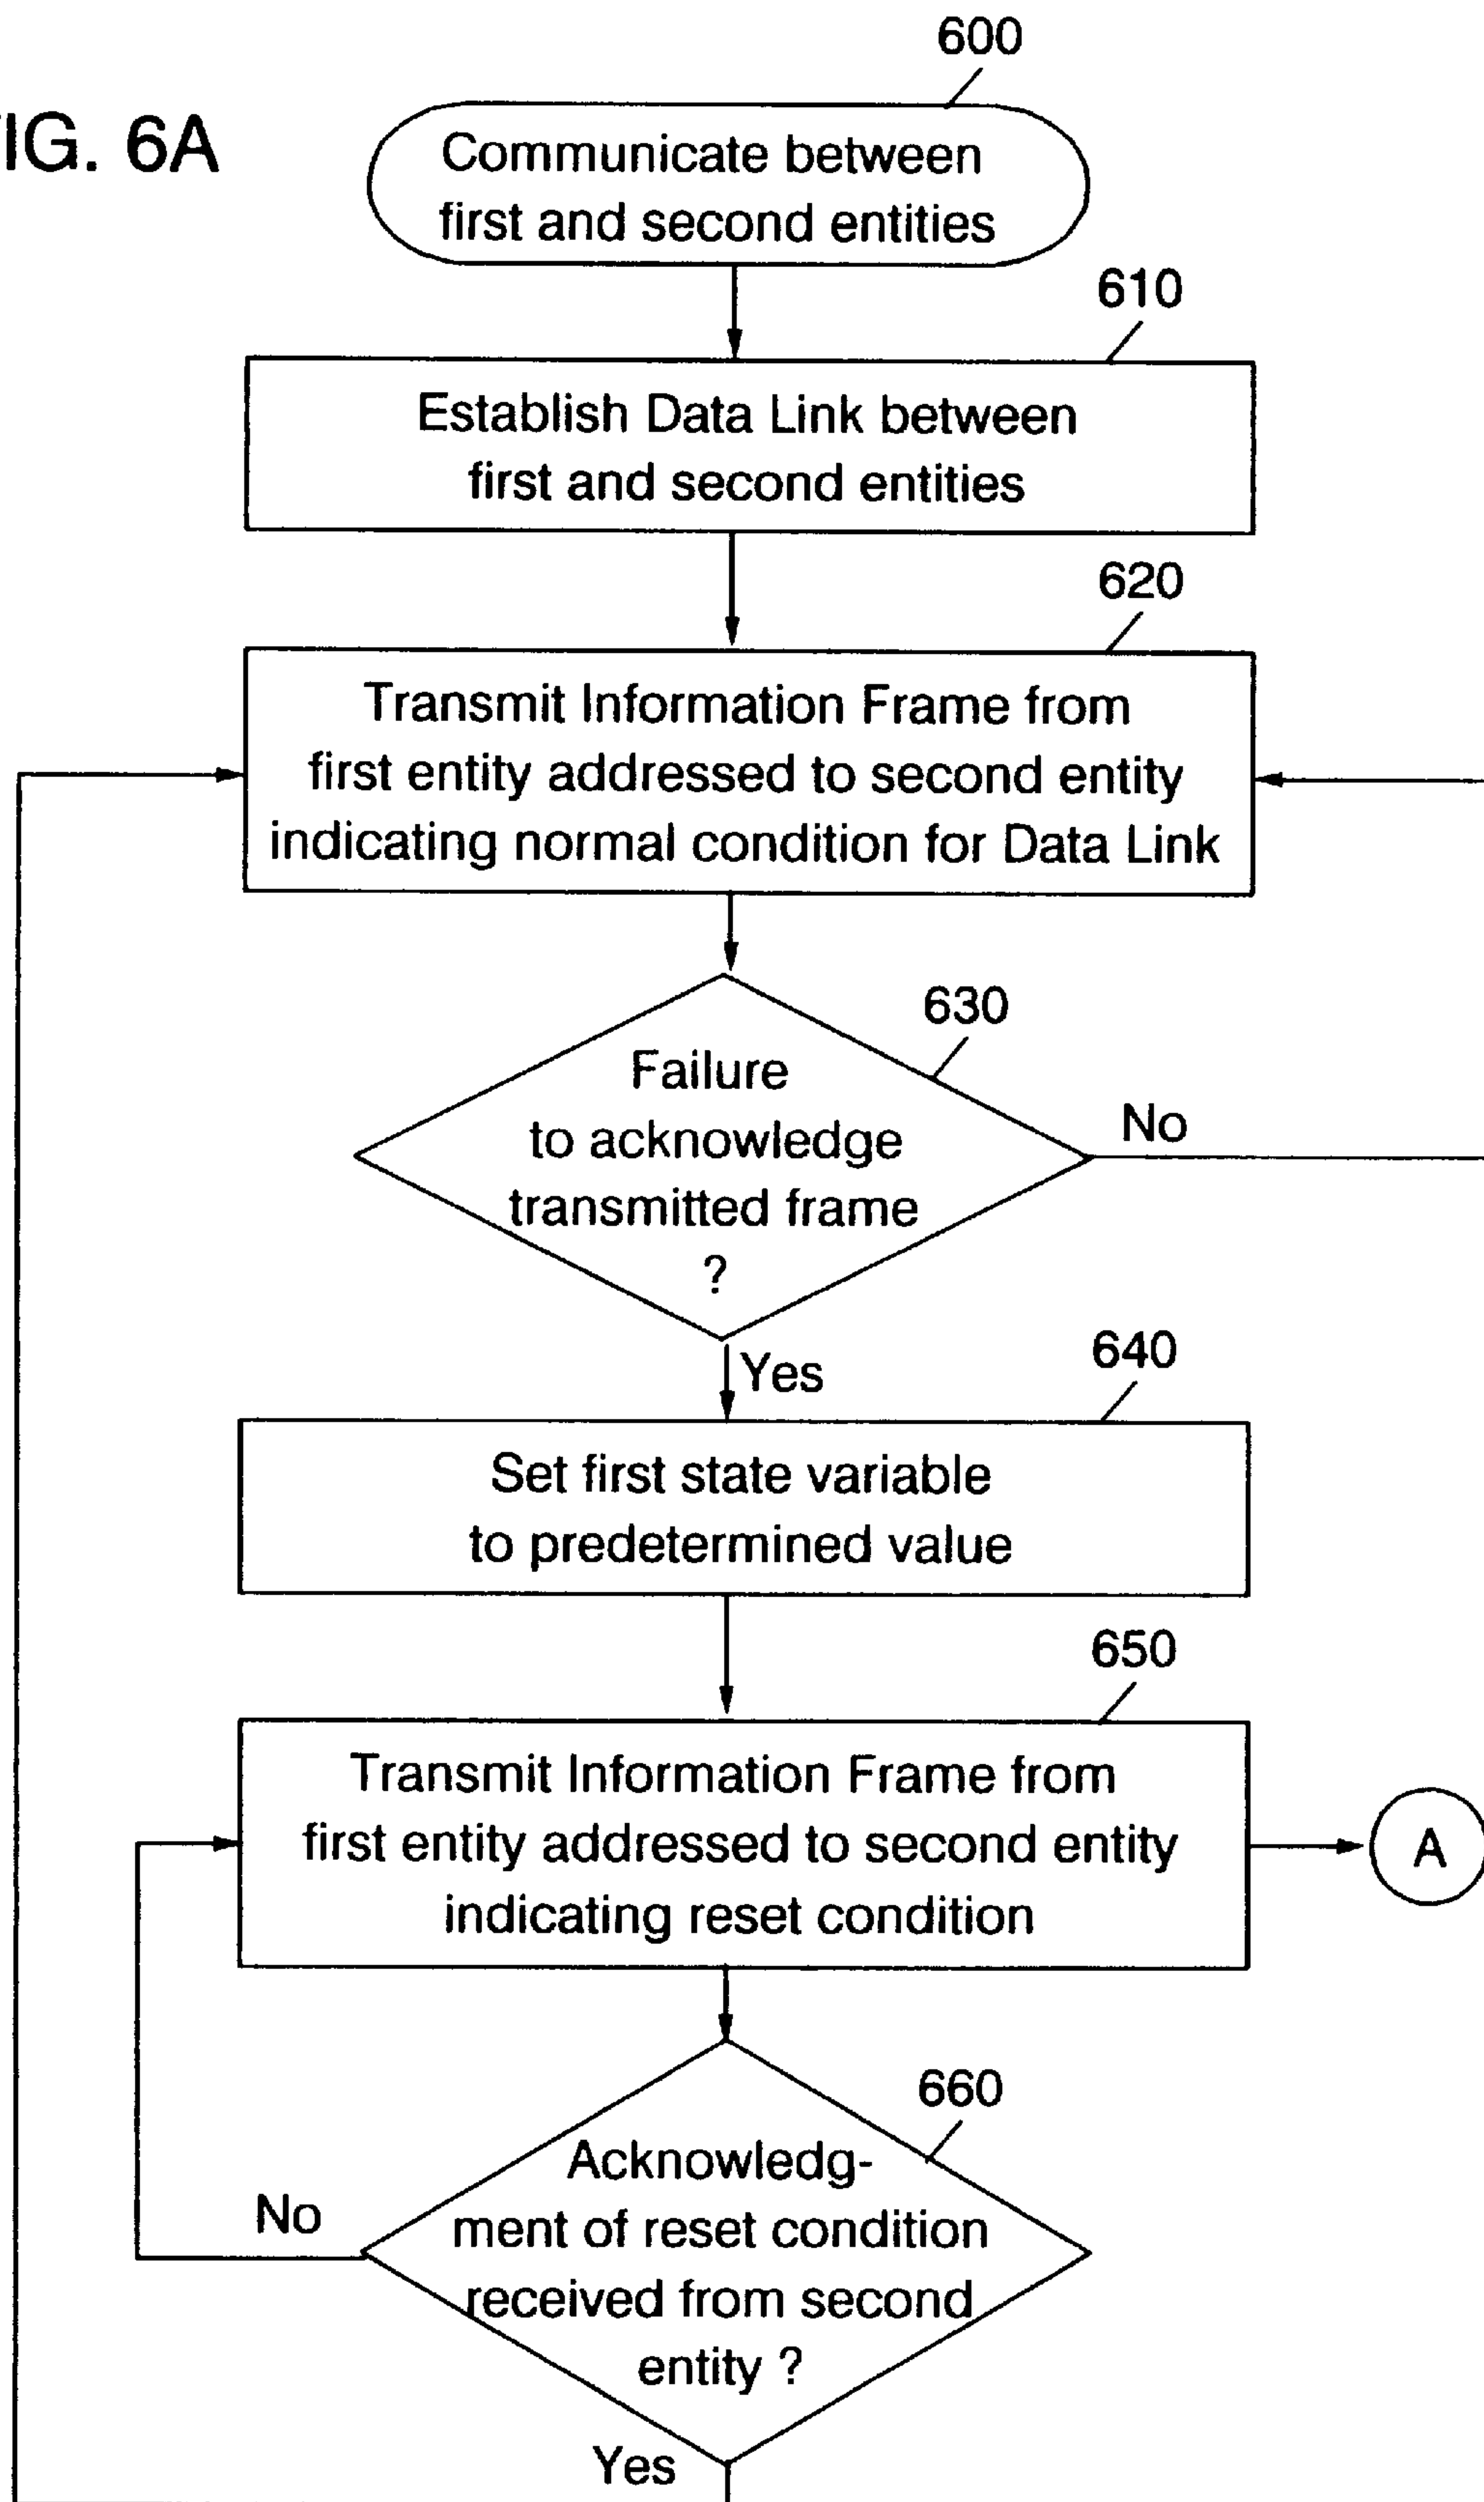 600
IG. 6A
Communicate between
first and second entities
610
Establish Data Link between
first and second entities
620
Transmit Information Frame from
first entity addressed to second entity
indicating normal condition for Data Link
630
Failure
to acknowledge
transmitted frame
?
No
Yes
640
Set first state variable
to predetermined value
650
Transmit Information Frame from
first entity addressed to second entity
indicating reset condition
A
660
Acknowledg-
ment of reset condition
received from second
entity ?
No
Yes